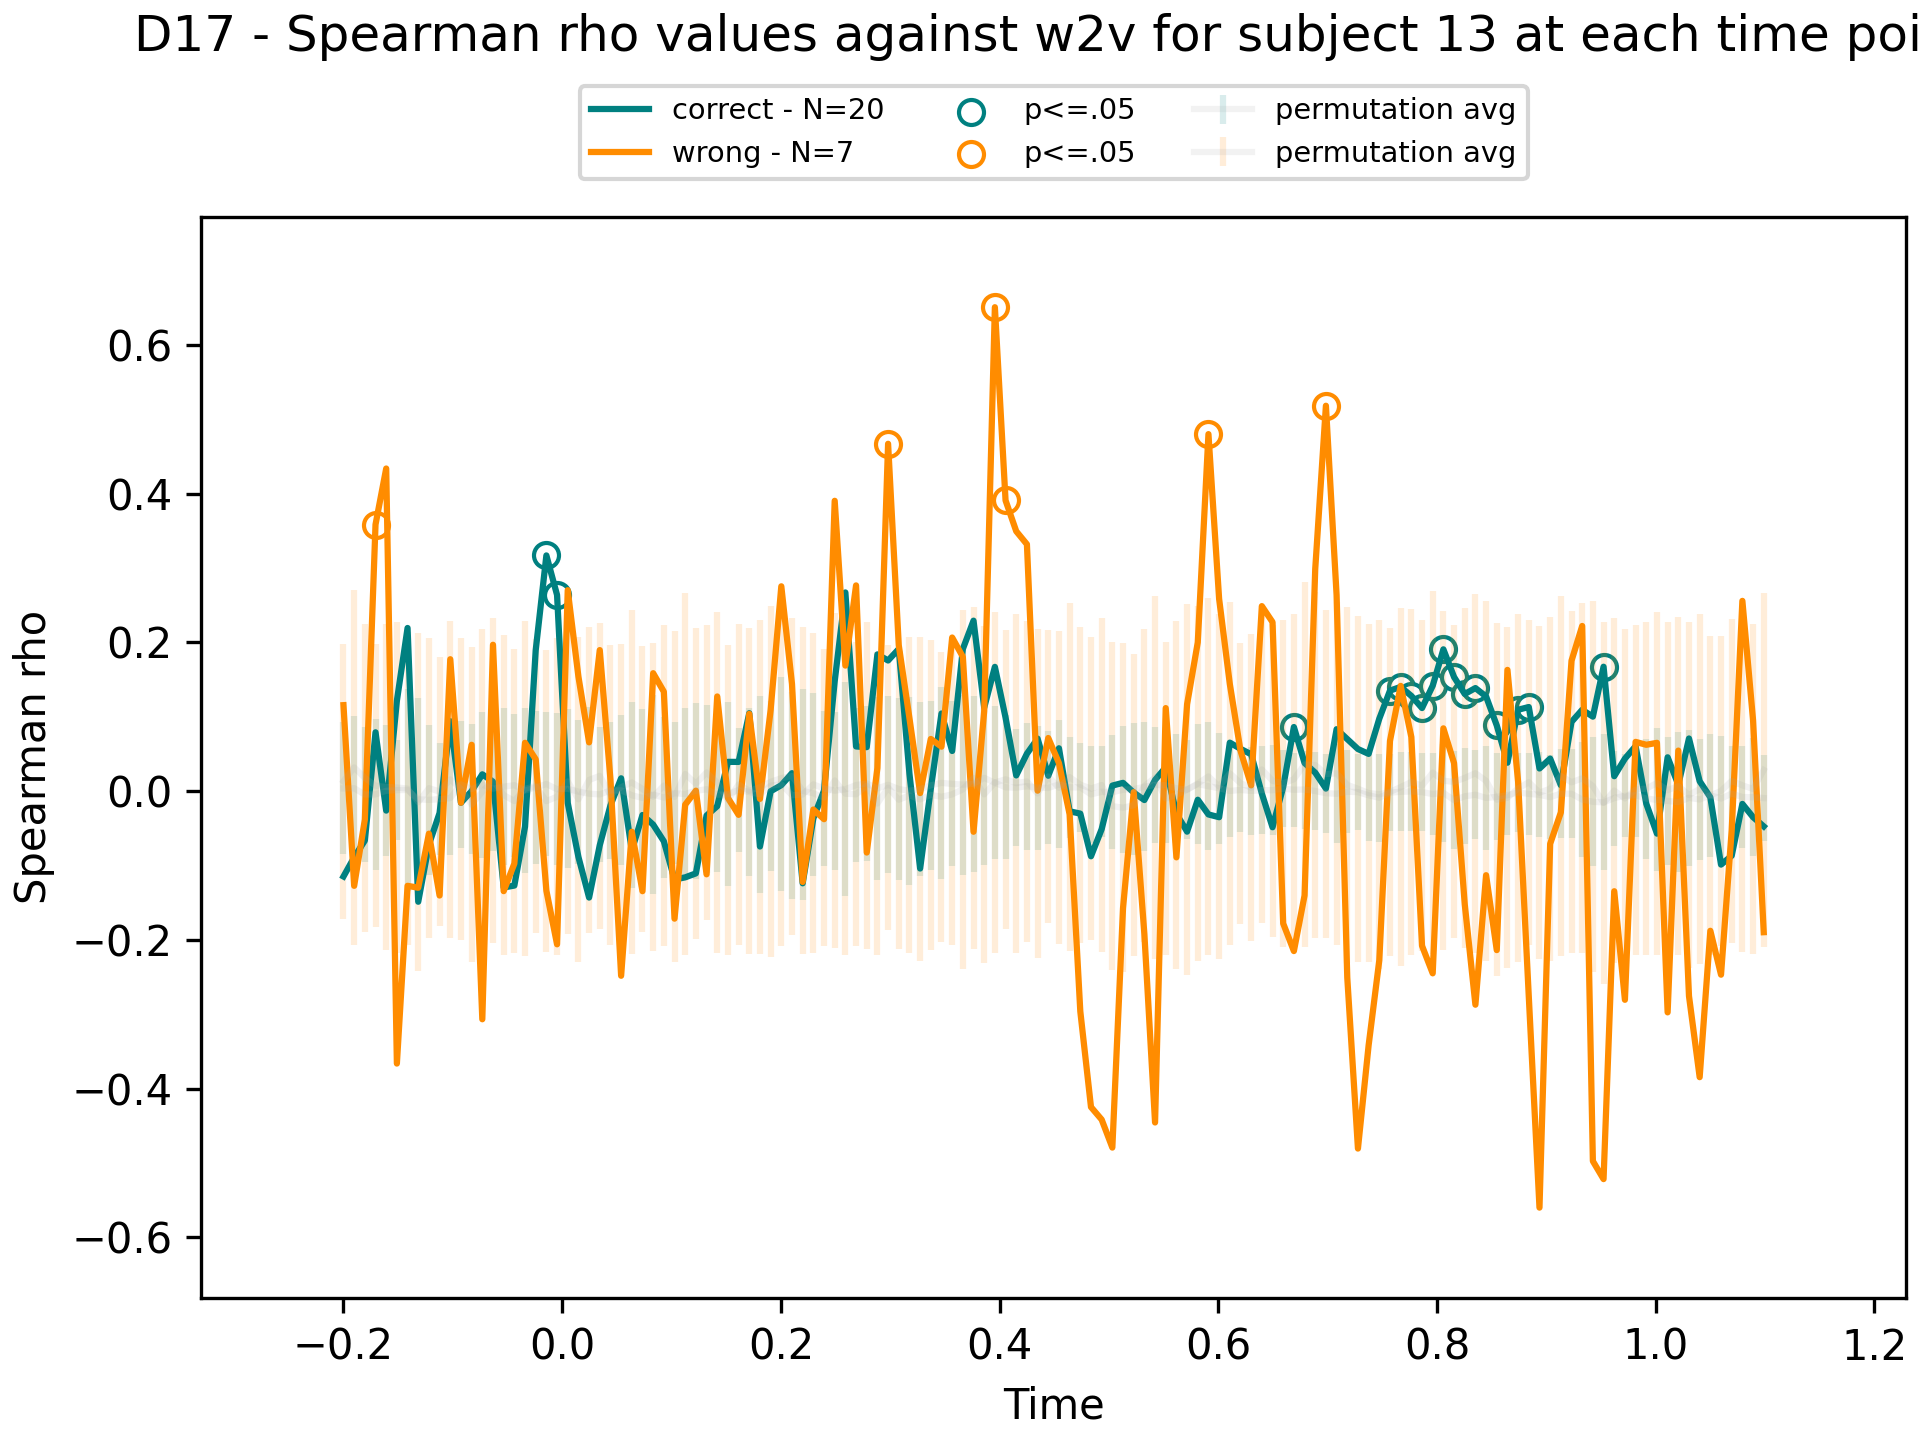 D17 - Spearman rho values against w2v for subject 13 at each time poi
correct - N=20
wrong - N=7
p<=.05
p<=.05
permutation avg
permutation avg
Spearman rho
0.6
0.4
0.2
0.0
−0.2
−0.4
−0.6
−0.2
0.0
0.2
0.4
0.6
0.8
1.0
1.2
Time